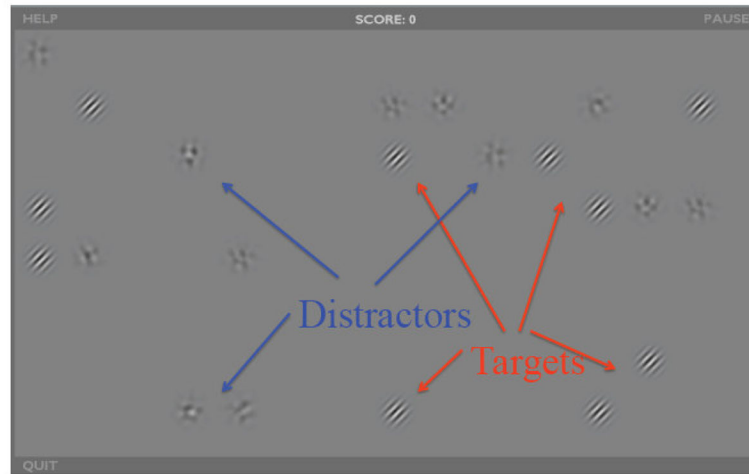 HELP
SCORE: 0
PAUSE
Distractors
Targets
QUIT